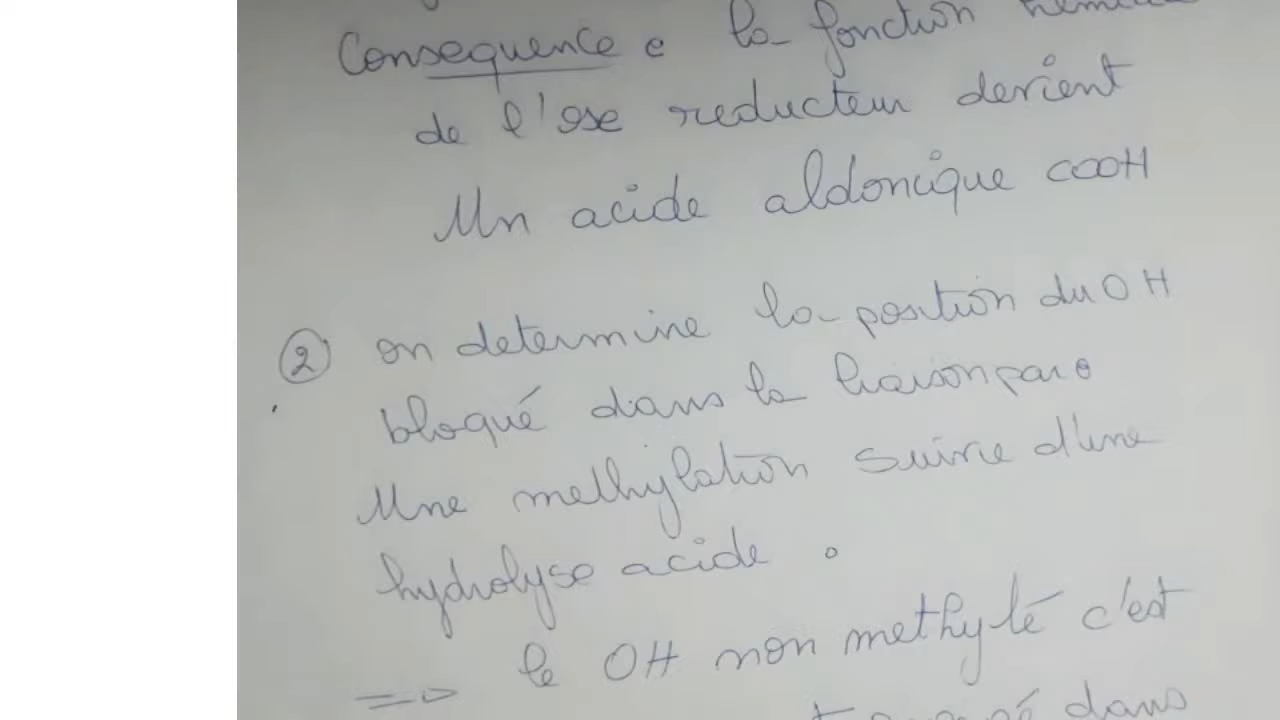 Consequence : la fonction
de l'ose reducteur devient
Un acide aldonique COOH
② on determine la position du OH
bloqué dans la liaison par :
Une methylation suivie d'une
hydrolyse acide .
=> le OH non methylé c'est
dans